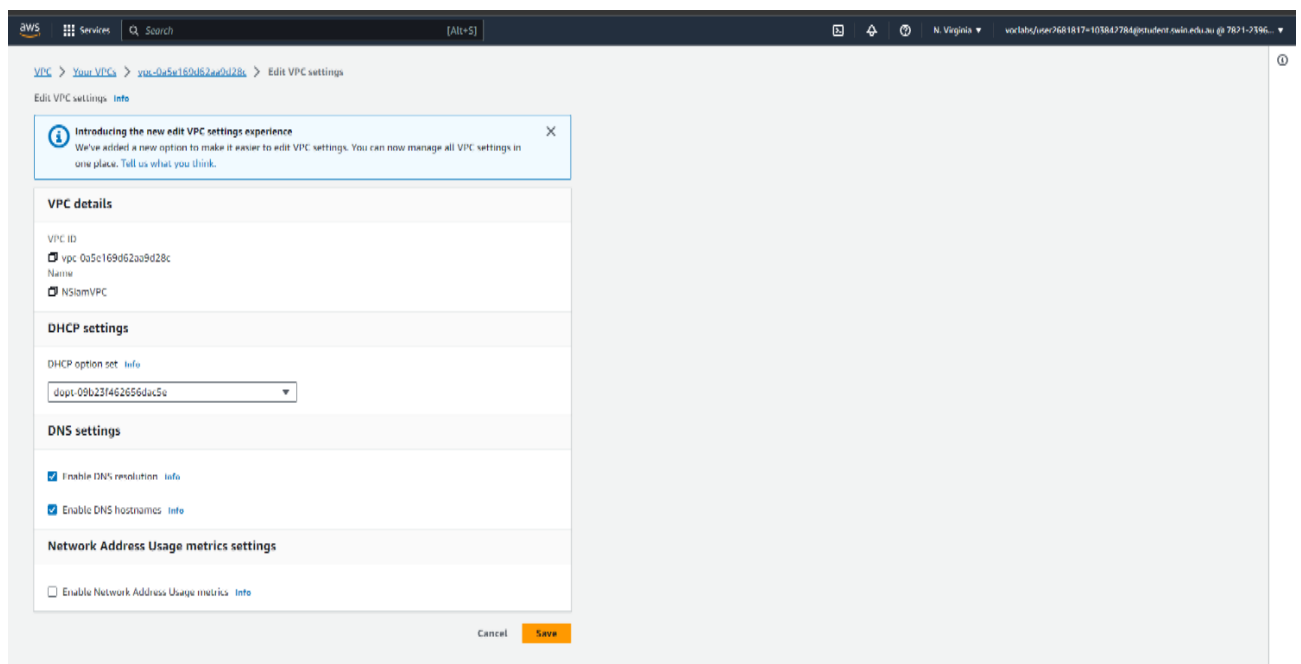 aws Services Search [Alt+S] N. Virginia voclabs/user2681817=103842784@student.swin.edu.au @ 7821-2396...
VPC > Your VPCs > vpc-0a5e169d62aa9d28c > Edit VPC settings
Edit VPC settings Info
Introducing the new edit VPC settings experience
We've added a new option to make it easier to edit VPC settings. You can now manage all VPC settings in
one place. Tell us what you think.
VPC details
VPC ID
vpc-0a5e169d62aa9d28c
Name
NSiamVPC
DHCP settings
DHCP option set Info
dopt-09b23f462656dac5e
DNS settings
Enable DNS resolution Info
Enable DNS hostnames Info
Network Address Usage metrics settings
Enable Network Address Usage metrics Info
Cancel Save